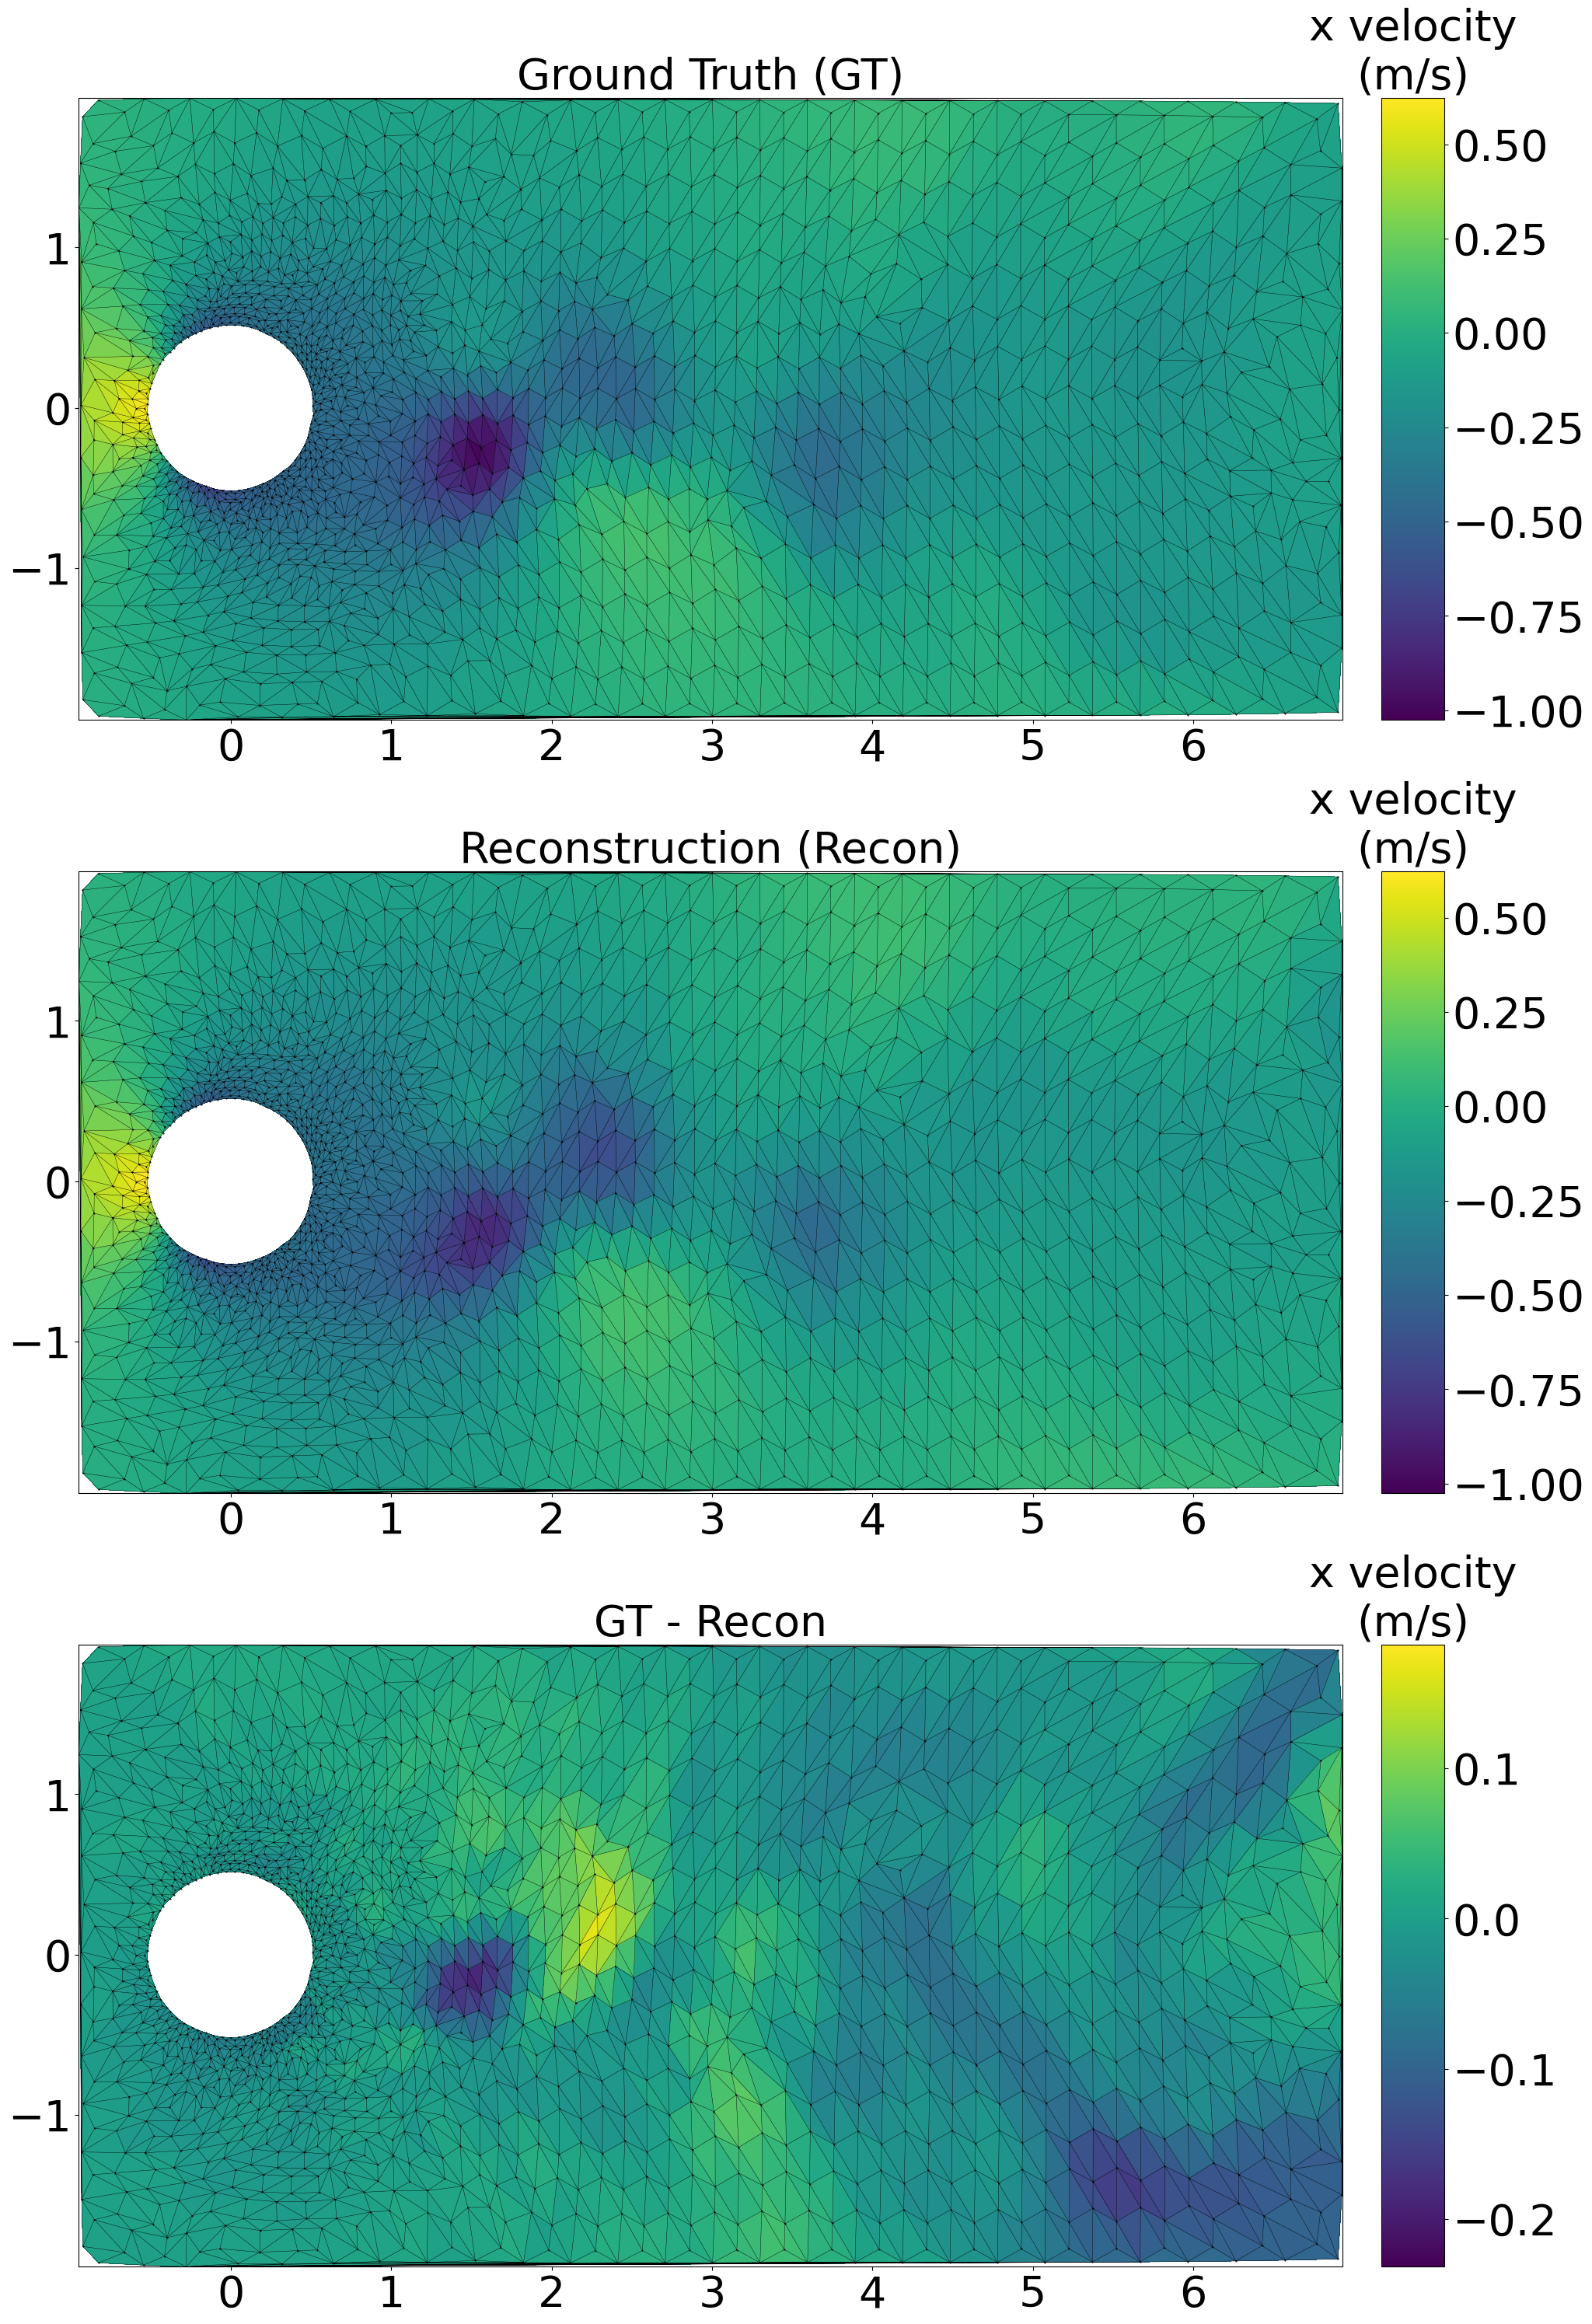 x velocity
(m/s)
Ground Truth (GT)
0.50
0.25
0.00
−0.25
−0.50
−0.75
−1.00
1
0
−1
0 1 2 3 4 5 6
x velocity
(m/s)
Reconstruction (Recon)
0.50
0.25
0.00
−0.25
−0.50
−0.75
−1.00
1
0
−1
0 1 2 3 4 5 6
x velocity
(m/s)
GT - Recon
0.1
0.0
−0.1
−0.2
1
0
−1
0 1 2 3 4 5 6